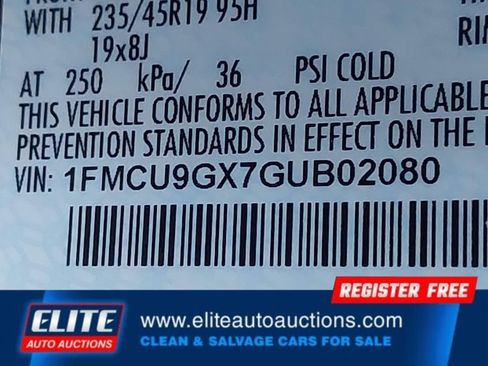 WITH 235/45R19 95H
19x8J
AT 250 kPa/ 36 PSI COLD
THIS VEHICLE CONFORMS TO ALL APPLICABLE
PREVENTION STANDARDS IN EFFECT ON THE
VIN: 1FMCU9GX7GUB02080
REGISTER FREE
ELITE
AUTO AUCTIONS
www.eliteautoauctions.com
CLEAN & SALVAGE CARS FOR SALE